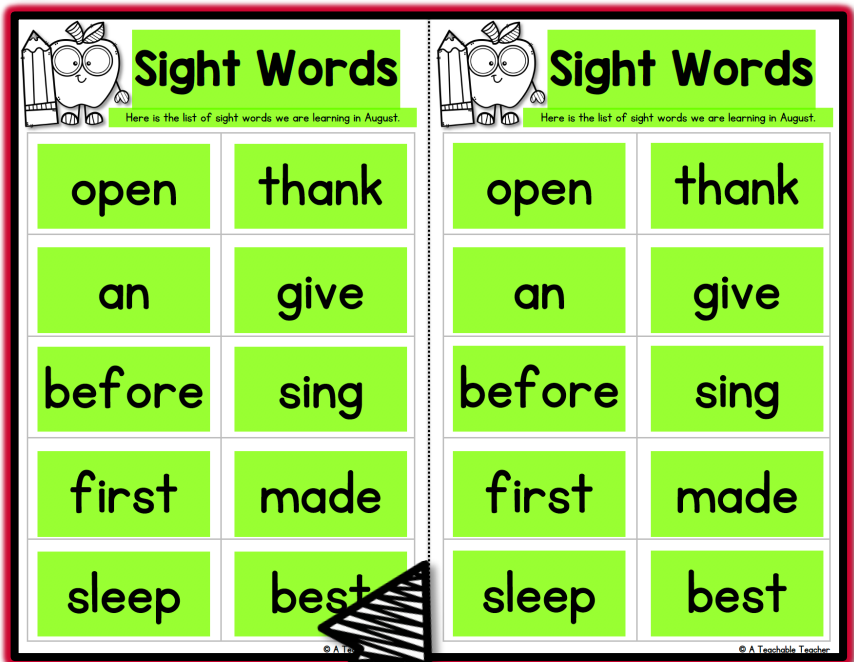 Sight Words
Here is the list of sight words we are learning in August.
open thank
an give
before sing
first made
sleep best
© A
Sight Words
Here is the list of sight words we are learning in August.
open thank
an give
before sing
first made
sleep best
© A Teachable Teacher